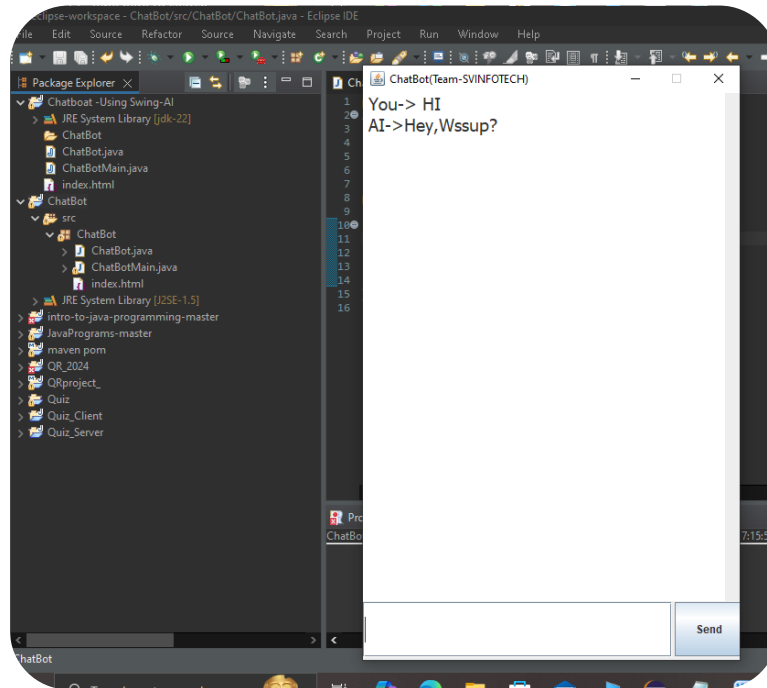 eclipse-workspace - ChatBot/src/ChatBot/ChatBot.java - Eclipse IDE
File Edit Source Refactor Source Navigate Search Project Run Window Help
Package Explorer
Chatboat -Using Swing-AI
JRE System Library [jdk-22]
ChatBot
ChatBot.java
ChatBotMain.java
index.html
ChatBot
src
ChatBot
ChatBot.java
ChatBotMain.java
index.html
JRE System Library [J2SE-1.5]
intro-to-java-programming-master
JavaPrograms-master
maven pom
QR_2024
QRproject_
Quiz
Quiz_Client
Quiz_Server
ChatBot
1
2
3
4
5
6
7
8
9
10
11
12
13
14
15
16
ChatBot(Team-SVINFOTECH)
You-> HI
AI->Hey,Wssup?
Send
7:15:5